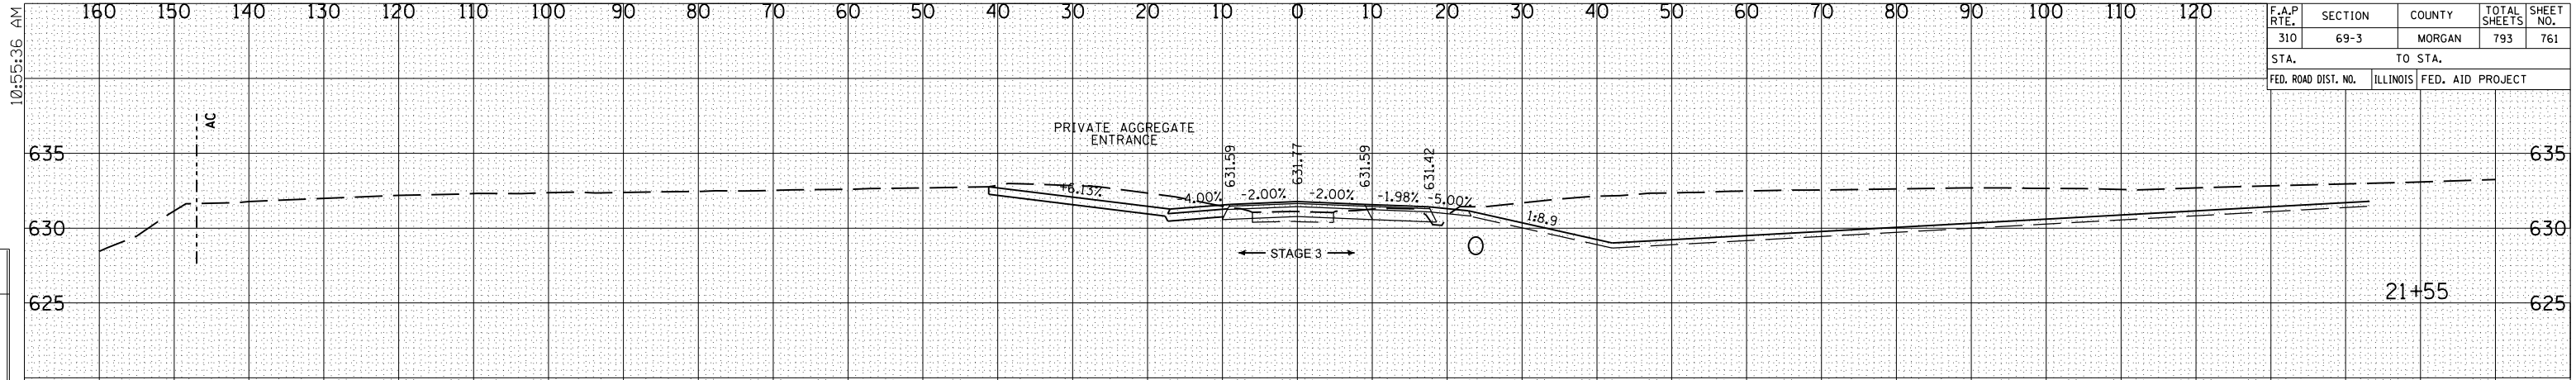 10:55:36 AM
160 150 140 130 120 110 100 90 80 70 60 50 40 30 20 10 0 10 20 30 40 50 60 70 80 90 100 110 120
F.A.P RTE. SECTION COUNTY TOTAL SHEETS SHEET NO.
310 69-3 MORGAN 793 761
STA. TO STA.
FED. ROAD DIST. NO. ILLINOIS FED. AID PROJECT
AC
PRIVATE AGGREGATE
ENTRANCE
635 635
631.59 631.77 631.59 631.42
+6.13% -4.00% -2.00% -2.00% -1.98% -5.00% 1:8.9
630 630
STAGE 3
21+55
625 625